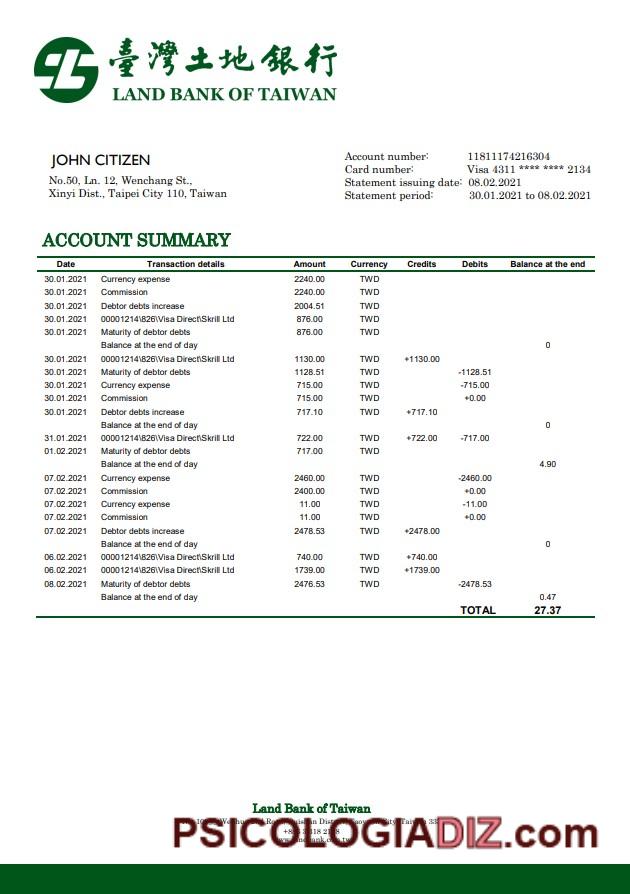 臺灣土地銀行
LAND BANK OF TAIWAN
JOHN CITIZEN
No.50, Ln. 12, Wenchang St.,
Xinyi Dist., Taipei City 110, Taiwan
Account number: 11811174216304
Card number: Visa 4311 **** **** 2134
Statement issuing date: 08.02.2021
Statement period: 30.01.2021 to 08.02.2021
ACCOUNT SUMMARY
Date Transaction details Amount Currency Credits Debits Balance at the end
30.01.2021 Currency expense 2240.00 TWD
30.01.2021 Commission 2240.00 TWD
30.01.2021 Debtor debts increase 2004.51 TWD
30.01.2021 00001214\826\Visa Direct\Skrill Ltd 876.00 TWD
30.01.2021 Maturity of debtor debts 876.00 TWD
Balance at the end of day 0
30.01.2021 00001214\826\Visa Direct\Skrill Ltd 1130.00 TWD +1130.00
30.01.2021 Maturity of debtor debts 1128.51 TWD -1128.51
30.01.2021 Currency expense 715.00 TWD -715.00
30.01.2021 Commission 715.00 TWD +0.00
30.01.2021 Debtor debts increase 717.10 TWD +717.10
Balance at the end of day 0
31.01.2021 00001214\826\Visa Direct\Skrill Ltd 722.00 TWD +722.00 -717.00
01.02.2021 Maturity of debtor debts 717.00 TWD
Balance at the end of day 4.90
07.02.2021 Currency expense 2460.00 TWD -2460.00
07.02.2021 Commission 2400.00 TWD +0.00
07.02.2021 Currency expense 11.00 TWD -11.00
07.02.2021 Commission 11.00 TWD +0.00
07.02.2021 Debtor debts increase 2478.53 TWD +2478.00
Balance at the end of day 0
06.02.2021 00001214\826\Visa Direct\Skrill Ltd 740.00 TWD +740.00
06.02.2021 00001214\826\Visa Direct\Skrill Ltd 1739.00 TWD +1739.00
08.02.2021 Maturity of debtor debts 2476.53 TWD -2478.53
Balance at the end of day 0.47
TOTAL 27.37
Land Bank of Taiwan
PSICOLOGIADIZ.com